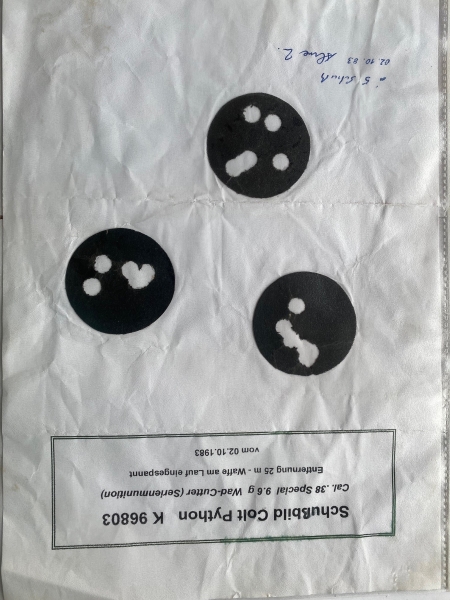 Schußbild Colt Python K 96803
Cal. .38 Special 9.6 g Wad-Cutter (Serienmunition)
Entfernung 25 m - Waffe am Lauf eingespannt
vom 02.10.1983
a 5 Schuß
02.10.83